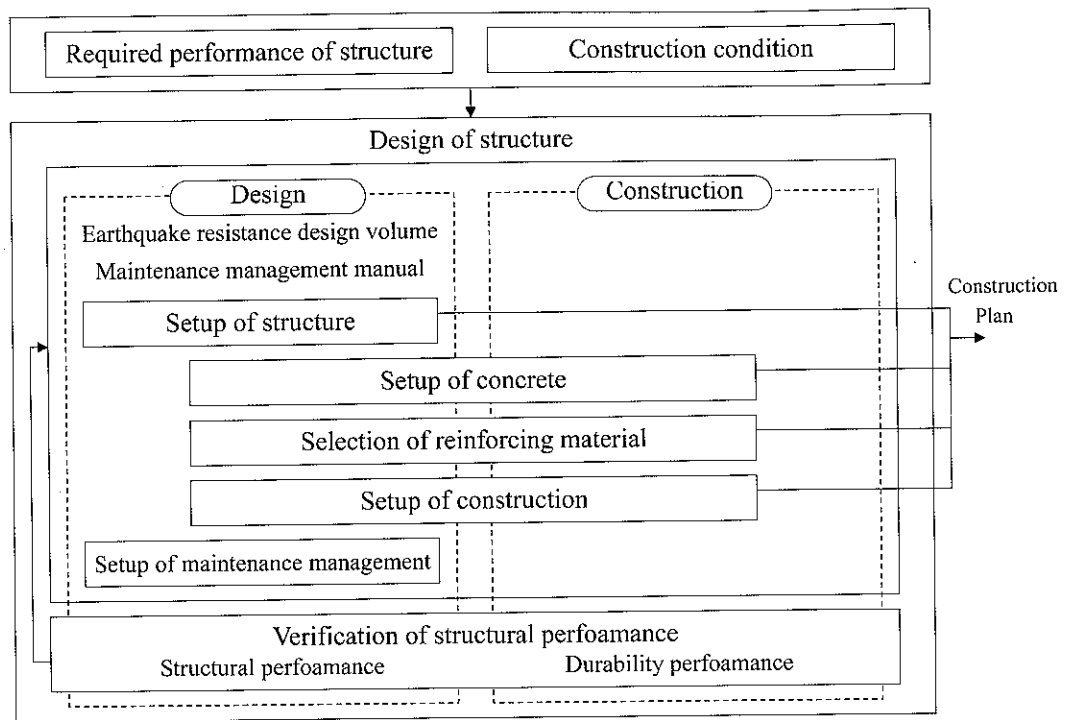 Required performance of structure
Construction condition
Design of structure
Design
Construction
Earthquake resistance design volume
Maintenance management manual
Setup of structure
Construction
Plan
Setup of concrete
Selection of reinforcing material
Setup of construction
Setup of maintenance management
Verification of structural perfoamance
Structural perfoamance
Durability perfoamance